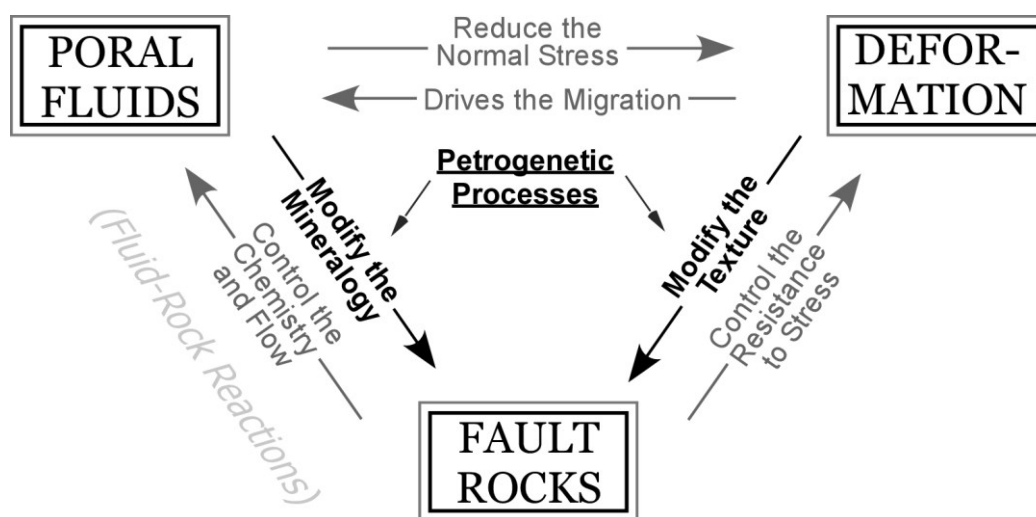 PORAL
FLUIDS
Reduce the
Normal Stress
Drives the Migration
DEFOR-
MATION
Petrogenetic
Processes
Modify the
Mineralogy
Modify the
Texture
Control the
Chemistry
and Flow
(Fluid-Rock Reactions)
Control the
Resistance
to Stress
FAULT
ROCKS